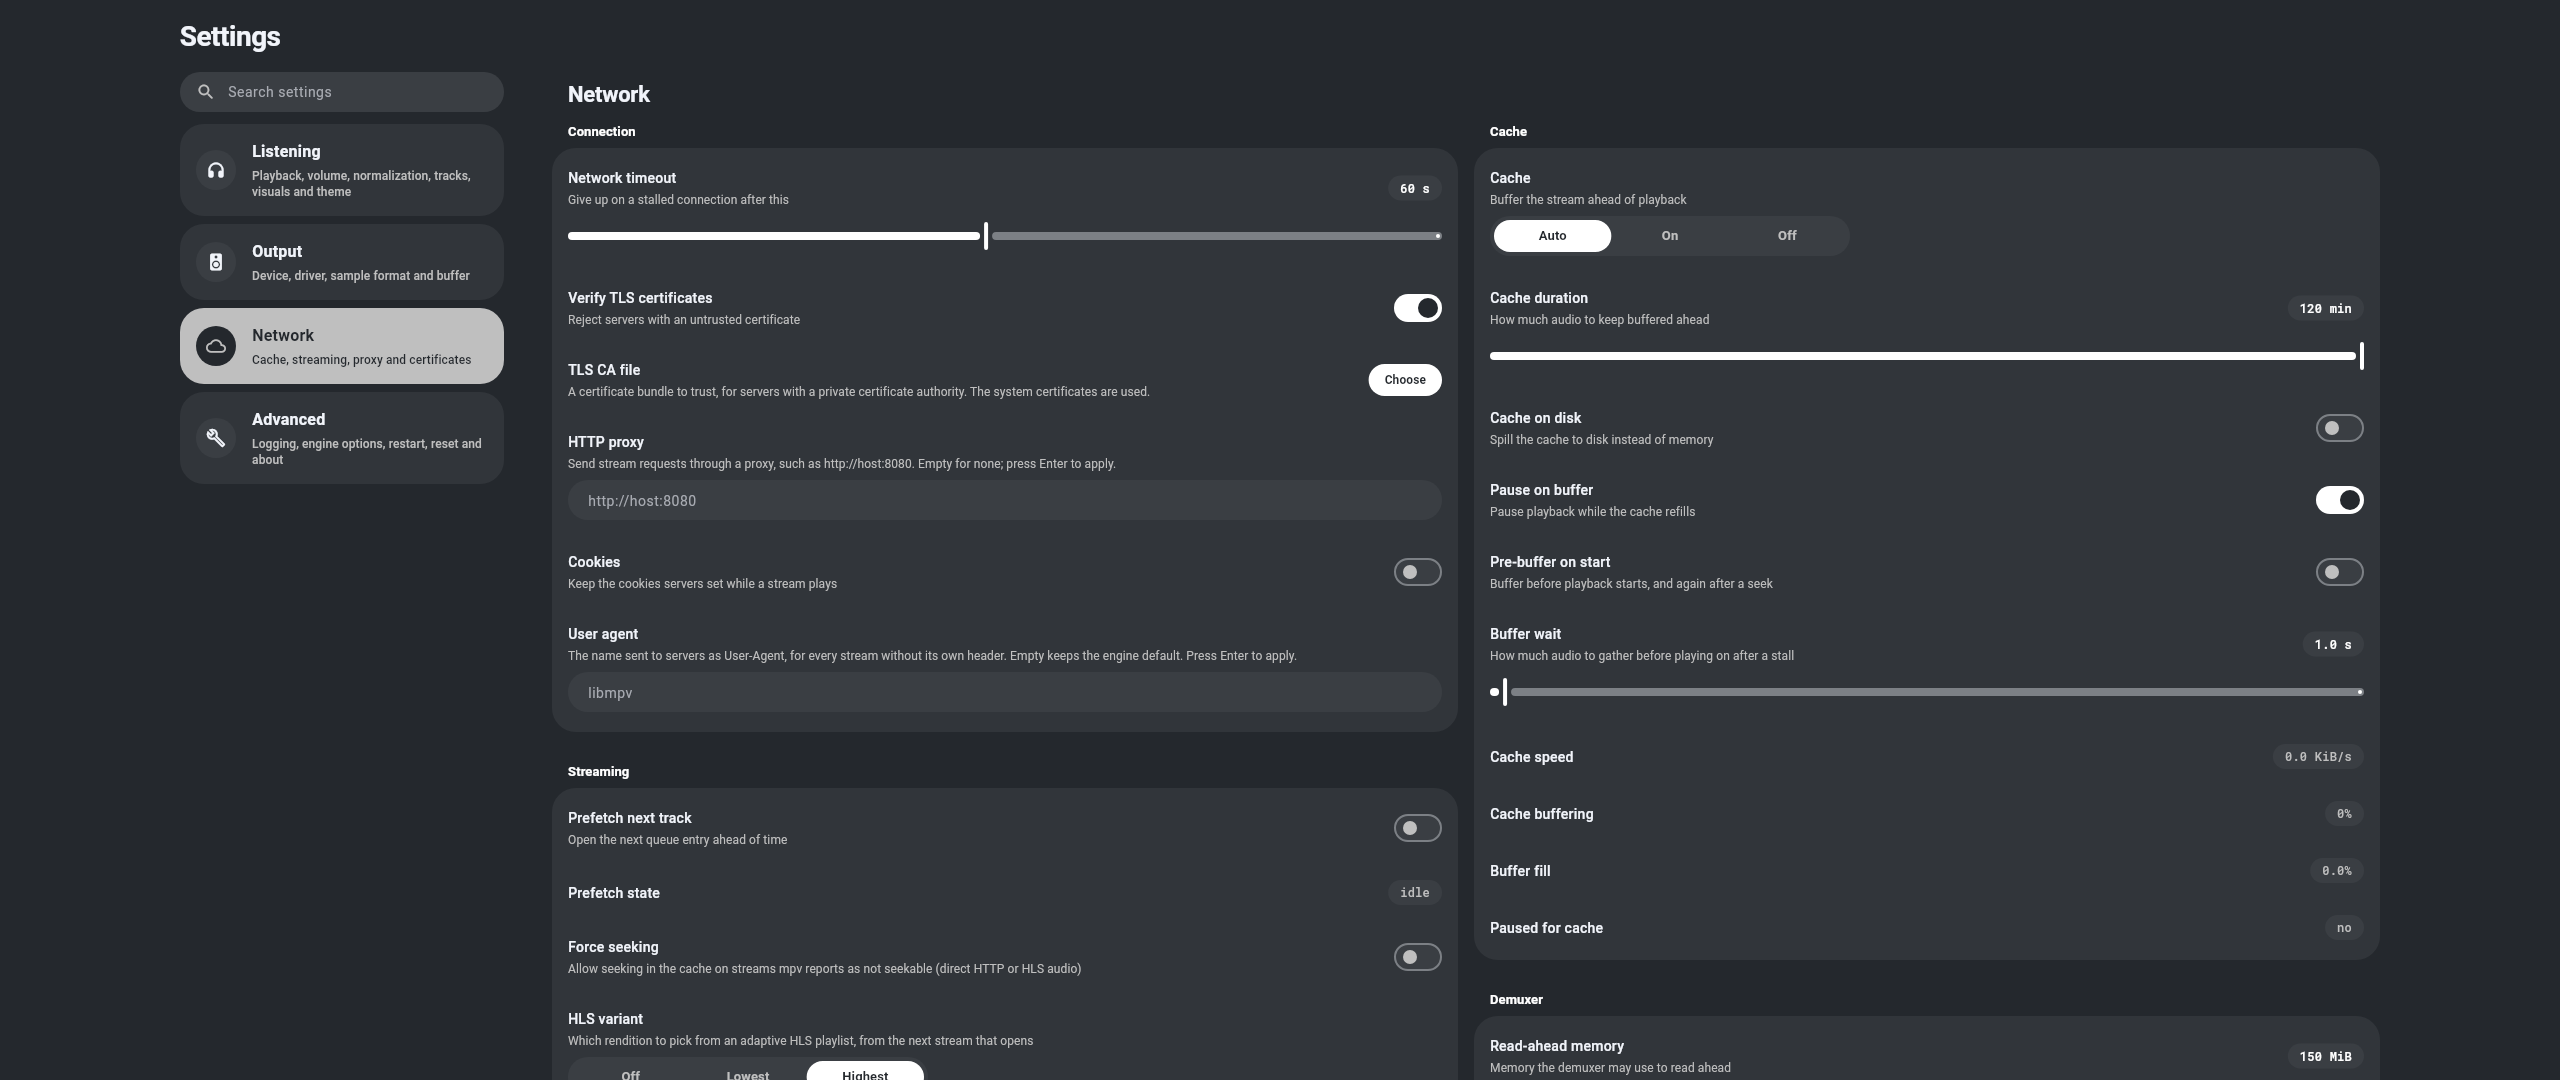 Settings
Search settings
Listening
Playback, volume, normalization, tracks,
visuals and theme
Output
Device, driver, sample format and buffer
Network
Cache, streaming, proxy and certificates
Advanced
Logging, engine options, restart, reset and
about
Network
Connection
Network timeout
Give up on a stalled connection after this
60 s
Verify TLS certificates
Reject servers with an untrusted certificate
TLS CA file
A certificate bundle to trust, for servers with a private certificate authority. The system certificates are used.
Choose
HTTP proxy
Send stream requests through a proxy, such as http://host:8080. Empty for none; press Enter to apply.
http://host:8080
Cookies
Keep the cookies servers set while a stream plays
User agent
The name sent to servers as User-Agent, for every stream without its own header. Empty keeps the engine default. Press Enter to apply.
libmpv
Streaming
Prefetch next track
Open the next queue entry ahead of time
Prefetch state
idle
Force seeking
Allow seeking in the cache on streams mpv reports as not seekable (direct HTTP or HLS audio)
HLS variant
Which rendition to pick from an adaptive HLS playlist, from the next stream that opens
Off Lowest Highest
Cache
Cache
Buffer the stream ahead of playback
Auto On Off
Cache duration
How much audio to keep buffered ahead
120 min
Cache on disk
Spill the cache to disk instead of memory
Pause on buffer
Pause playback while the cache refills
Pre-buffer on start
Buffer before playback starts, and again after a seek
Buffer wait
How much audio to gather before playing on after a stall
1.0 s
Cache speed
0.0 KiB/s
Cache buffering
0%
Buffer fill
0.0%
Paused for cache
no
Demuxer
Read-ahead memory
Memory the demuxer may use to read ahead
150 MiB